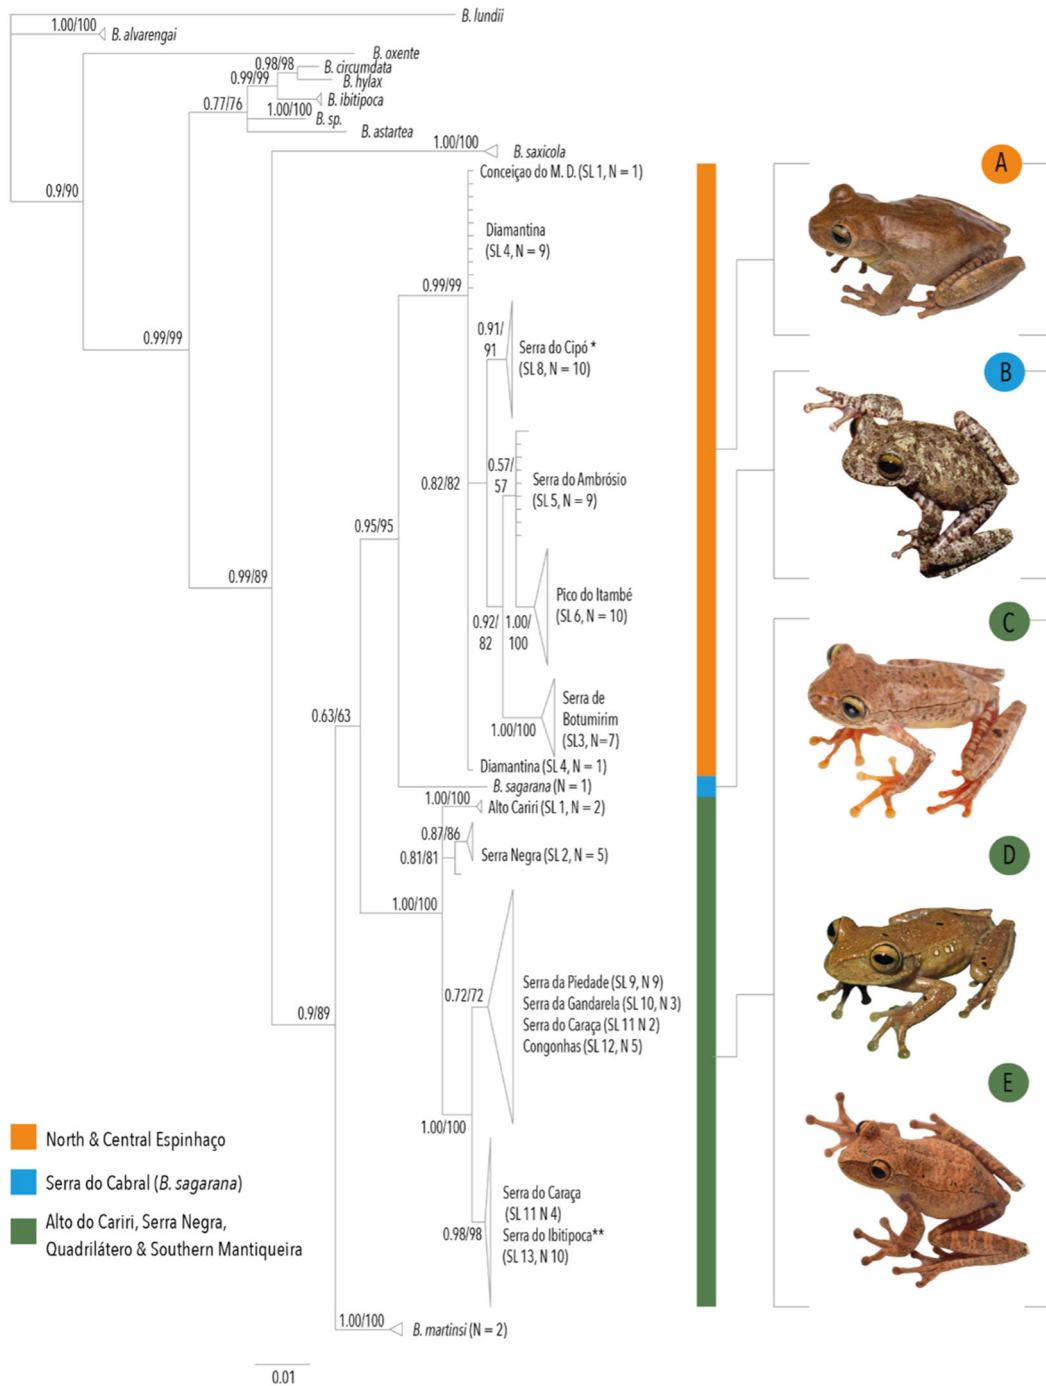 B. lundii
1.00/100
B. alvarengai
B. oxente
0.98/98
B. circumdata
0.99/99
B. hylax
B. ibitipoca
0.77/76
1.00/100
B. sp.
B. astartea
1.00/100
B. saxicola
0.9/90
Conceiçao do M. D. (SL 1, N = 1)
Diamantina
(SL 4, N = 9)
0.99/99
0.99/99
0.91/
91
Serra do Cipó *
(SL 8, N = 10)
0.82/82
0.57/
57
Serra do Ambrósio
(SL 5, N = 9)
0.95/95
0.99/89
Pico do Itambé
(SL 6, N = 10)
0.92/
82
1.00/
100
0.63/63
Serra de
Botumirim
(SL3, N=7)
1.00/100
Diamantina (SL 4, N = 1)
B. sagarana (N = 1)
1.00/100
Alto Cariri (SL 1, N = 2)
0.87/86
0.81/81
Serra Negra (SL 2, N = 5)
1.00/100
0.72/72
Serra da Piedade (SL 9, N 9)
Serra da Gandarela (SL 10, N 3)
Serra do Caraça (SL 11 N 2)
Congonhas (SL 12, N 5)
0.9/89
1.00/100
Serra do Caraça
(SL 11 N 4)
Serra do Ibitipoca**
(SL 13, N 10)
0.98/98
1.00/100
B. martinsi (N = 2)
0.01
North & Central Espinhaço
Serra do Cabral (B. sagarana)
Alto do Cariri, Serra Negra,
Quadrilátero & Southern Mantiqueira
A
B
C
D
E